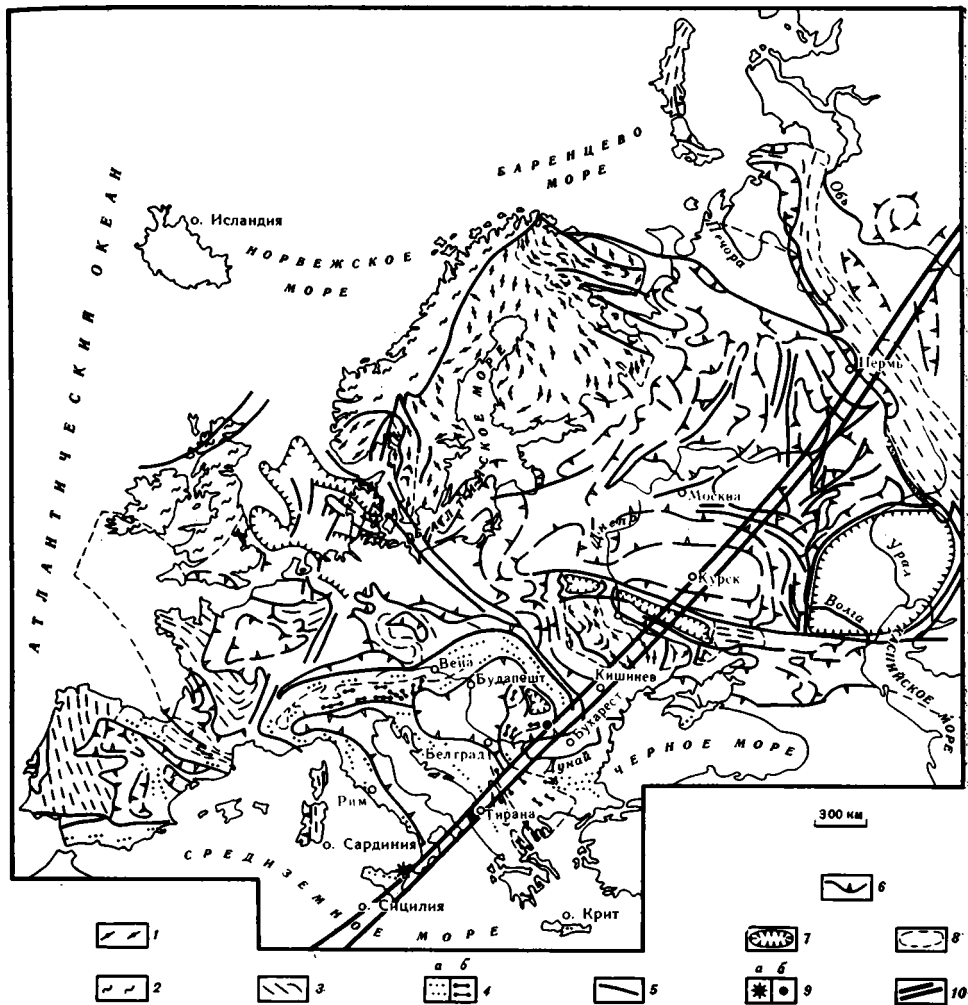 БАРЕНЦЕВО
МОРЕ
АТЛАНТИЧЕСКИЙ ОКЕАН
о. Исландия
НОРВЕЖСКОЕ
МОРЕ
Печора
Обь
Пермь
МОРЕ
Москва
Курск
Урал
Волга
КАСПИЙСКОЕ МОРЕ
Вена
Будапешт
Кишинев
Бухарест
Белград
Дунай
ЧЕРНОЕ МОРЕ
Рим
Тирана
о. Сардиния
СРЕДИЗЕМНОЕ МОРЕ
о. Сицилия
о. Крит
300 км
6
1
7
8
2
3
а б
4
5
а б
9
10